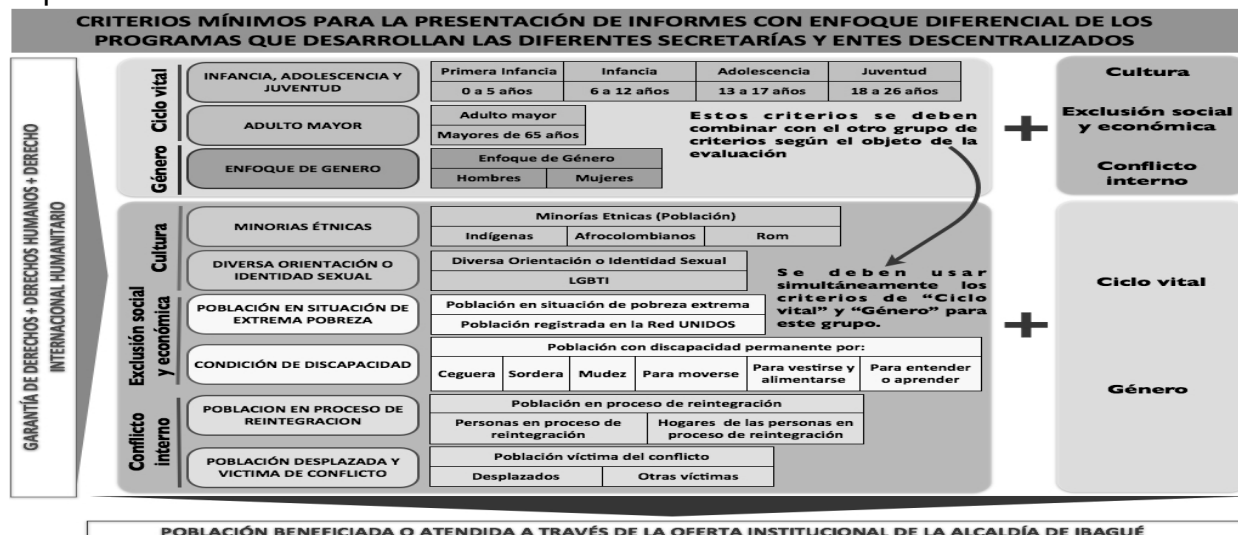 CRITERIOS MÍNIMOS PARA LA PRESENTACIÓN DE INFORMES CON ENFOQUE DIFERENCIAL DE LOS
PROGRAMAS QUE DESARROLLAN LAS DIFERENTES SECRETARÍAS Y ENTES DESCENTRALIZADOS
GARANTÍA DE DERECHOS + DERECHOS HUMANOS + DERECHO
INTERNACIONAL HUMANITARIO
Ciclo vital
INFANCIA, ADOLESCENCIA Y
JUVENTUD
Primera Infancia Infancia Adolescencia Juventud
0 a 5 años 6 a 12 años 13 a 17 años 18 a 26 años
ADULTO MAYOR
Adulto mayor
Mayores de 65 años
Estos criterios se deben
combinar con el otro grupo de
criterios según el objeto de la
evaluación
Género
ENFOQUE DE GENERO
Enfoque de Género
Hombres Mujeres
+
Cultura
Exclusión social
y económica
Conflicto
interno
Cultura
MINORIAS ÉTNICAS
Minorías Etnicas (Población)
Indígenas Afrocolombianos Rom
DIVERSA ORIENTACIÓN O
IDENTIDAD SEXUAL
Diversa Orientación o Identidad Sexual
LGBTI
Se deben usar
simultáneamente los
criterios de “Ciclo
vital” y “Género” para
este grupo.
Exclusión social
y económica
POBLACIÓN EN SITUACIÓN DE
EXTREMA POBREZA
Población en situación de pobreza extrema
Población registrada en la Red UNIDOS
CONDICIÓN DE DISCAPACIDAD
Población con discapacidad permanente por:
Ceguera Sordera Mudez Para moverse Para vestirse y
alimentarse Para entender
o aprender
Conflicto
interno
POBLACION EN PROCESO DE
REINTEGRACION
Población en proceso de reintegración
Personas en proceso de
reintegración Hogares de las personas en
proceso de reintegración
POBLACIÓN DESPLAZADA Y
VICTIMA DE CONFLICTO
Población víctima del conflicto
Desplazados Otras víctimas
+
Ciclo vital
Género
POBLACIÓN BENEFICIADA O ATENDIDA A TRAVÉS DE LA OFERTA INSTITUCIONAL DE LA ALCALDÍA DE IBAGUÉ